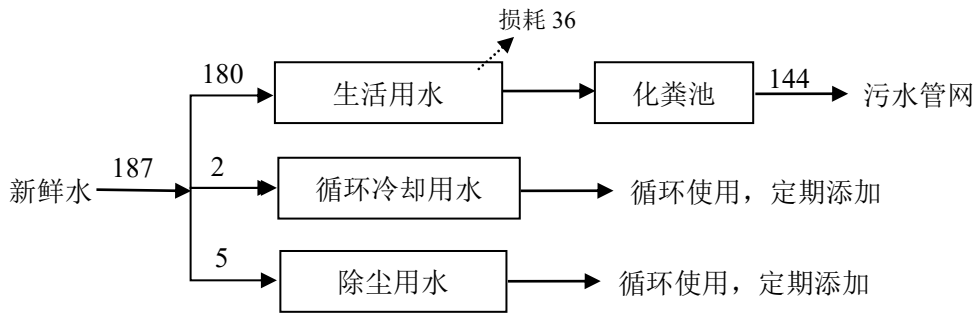 损耗 36
180
生活用水
化粪池
144
污水管网
新鲜水
187
2
循环冷却用水
循环使用，定期添加
5
除尘用水
循环使用，定期添加